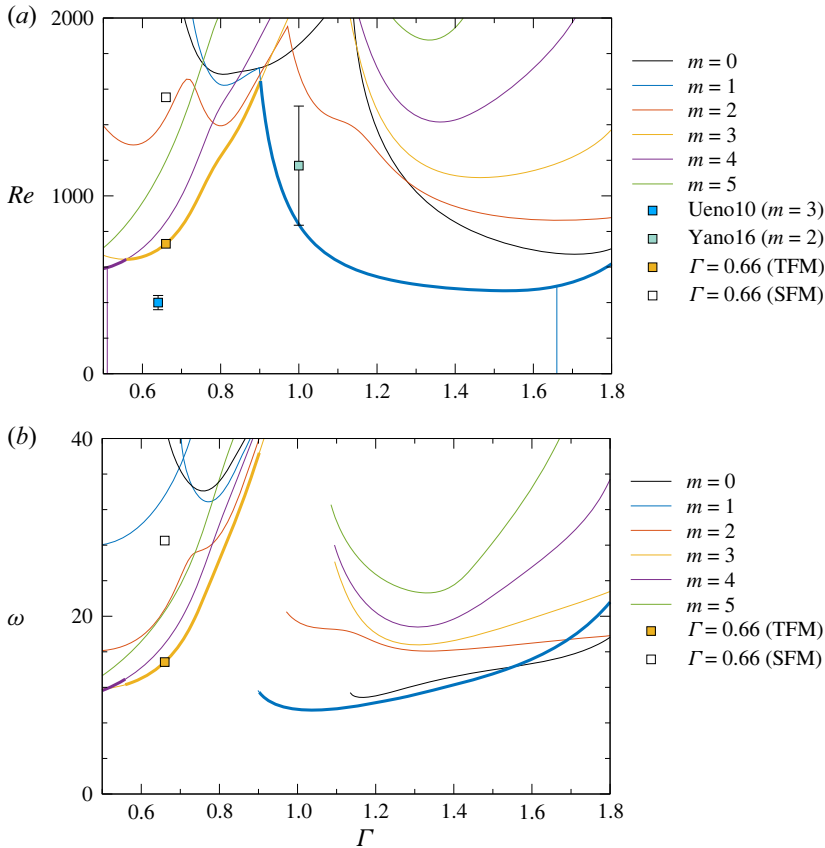 (a)
2000
1000
0
Re
0.6 0.8 1.0 1.2 1.4 1.6 1.8
m = 0
m = 1
m = 2
m = 3
m = 4
m = 5
Ueno10 (m = 3)
Yano16 (m = 2)
Γ = 0.66 (TFM)
Γ = 0.66 (SFM)
(b)
40
20
0
ω
0.6 0.8 1.0 1.2 1.4 1.6 1.8
Γ
m = 0
m = 1
m = 2
m = 3
m = 4
m = 5
Γ = 0.66 (TFM)
Γ = 0.66 (SFM)